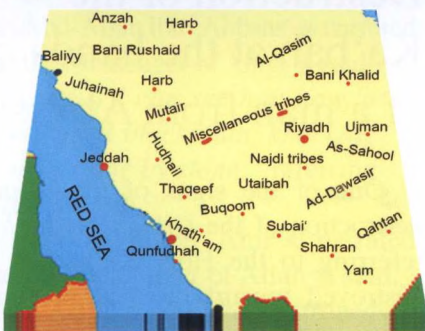 Anzah
Harb
Al-Qasim
Baliyy
Bani Rushaid
Juhainah
Harb
Bani Khalid
Mutair
Miscellaneous tribes
Riyadh
Ujman
Hudhail
As-Sahool
Jeddah
Najdi tribes
Thaqeef
Utaibah
Ad-Dawasir
RED SEA
Buqoom
Khath'am
Subai'
Qahtan
Qunfudhah
Shahran
Yam